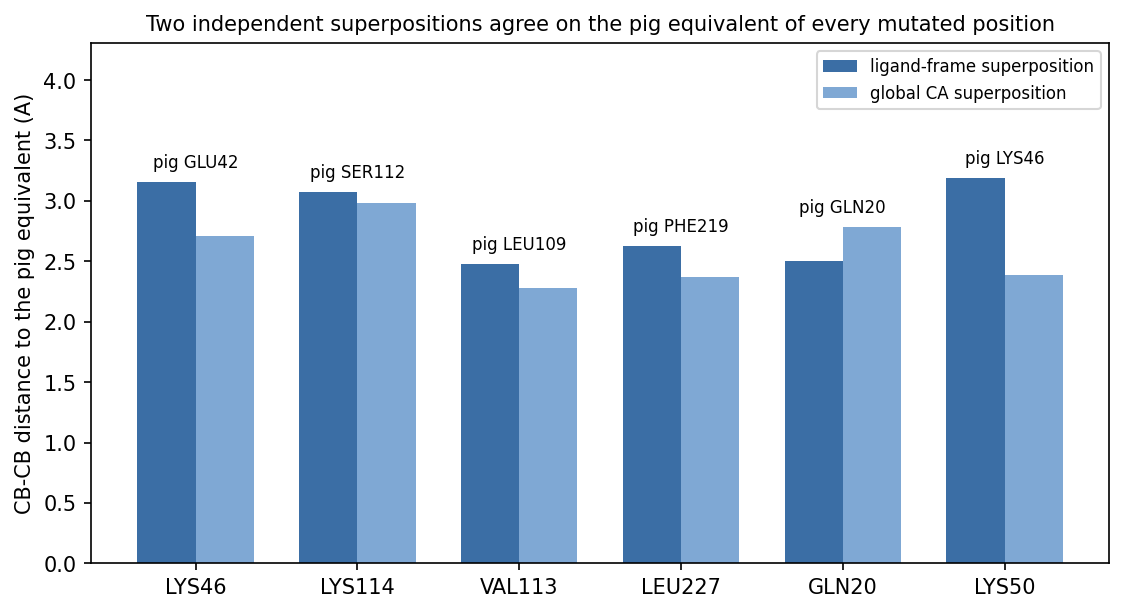 Two independent superpositions agree on the pig equivalent of every mutated position
CB-CB distance to the pig equivalent (A)
4.0
3.5
3.0
2.5
2.0
1.5
1.0
0.5
0.0
ligand-frame superposition
global CA superposition
pig GLU42
pig SER112
pig LEU109
pig PHE219
pig GLN20
pig LYS46
LYS46
LYS114
VAL113
LEU227
GLN20
LYS50